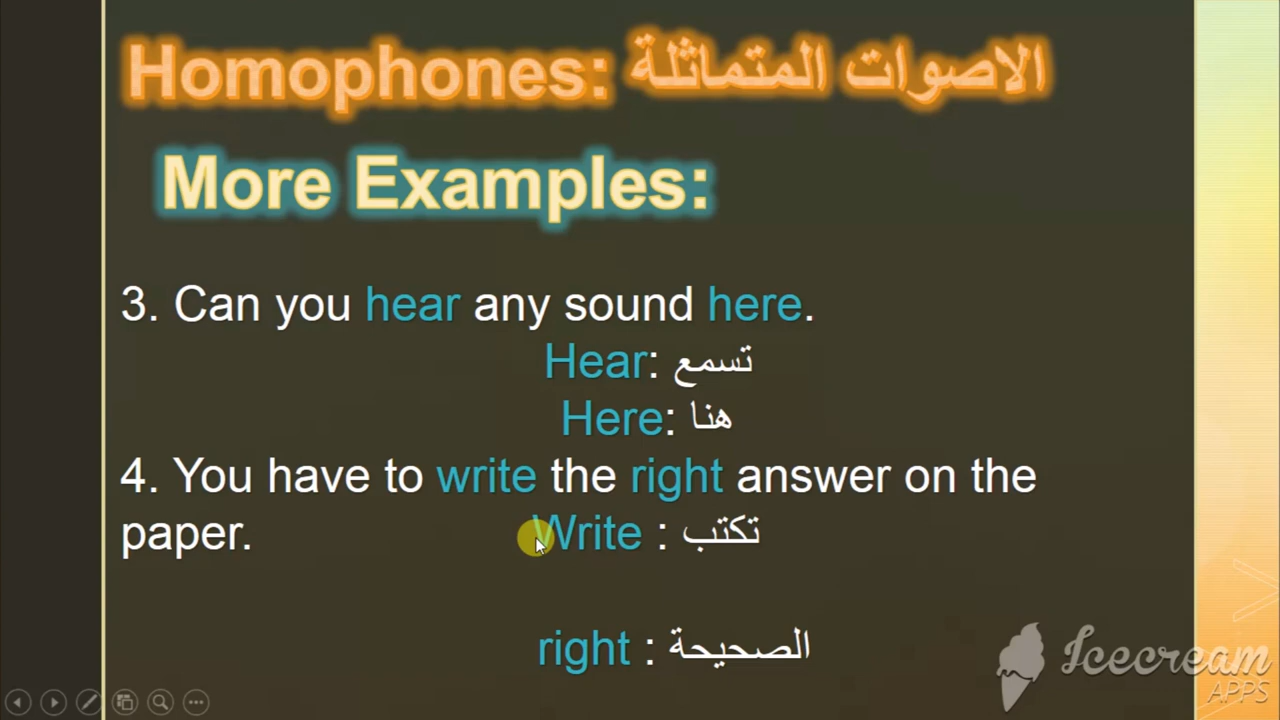 Homophones: الاصوات المتماثلة
More Examples:
3. Can you hear any sound here.
Hear: تسمع
Here: هنا
4. You have to write the right answer on the
paper. Write : تكتب
right : الصحيحة
Icecream
APPS